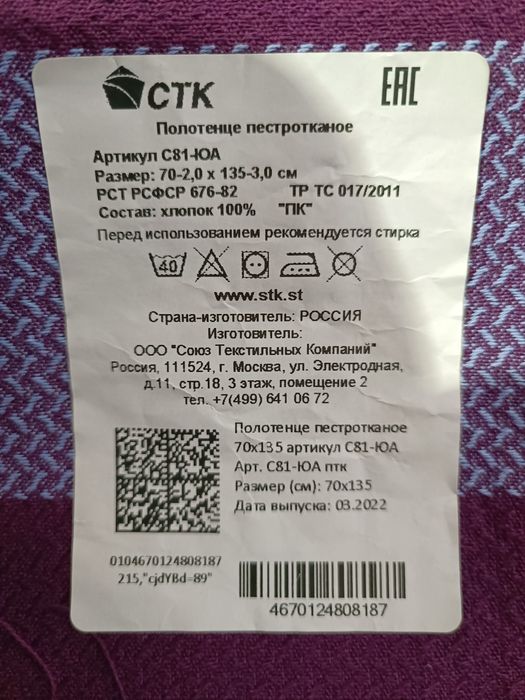 СТК
EAC
Полотенце пестротканое
Артикул С81-ЮА
Размер: 70-2,0 х 135-3,0 см
РСТ РСФСР 676-82 ТР ТС 017/2011
Состав: хлопок 100% "ПК"
Перед использованием рекомендуется стирка
40
www.stk.st
Страна-изготовитель: РОССИЯ
Изготовитель:
ООО "Союз Текстильных Компаний"
Россия, 111524, г. Москва, ул. Электродная,
д.11, стр.18, 3 этаж, помещение 2
тел. +7(499) 641 06 72
Полотенце пестротканое
70х135 артикул С81-ЮА
Арт. С81-ЮА птк
Размер (см): 70х135
Дата выпуска: 03.2022
0104670124808187
215,"cjdYBd=89"
4670124808187